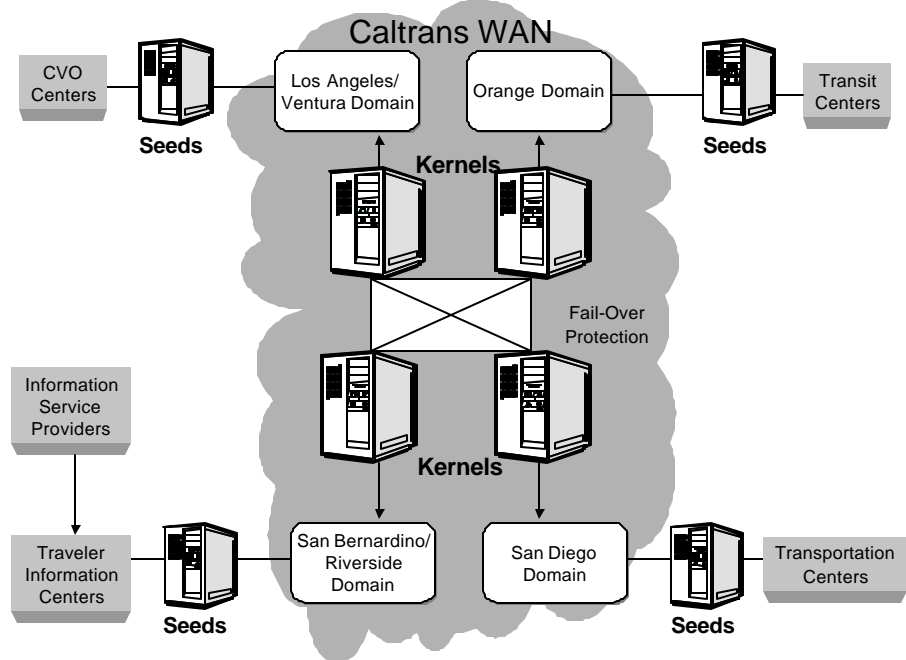 Caltrans WAN
CVO
Centers
Seeds
Los Angeles/
Ventura Domain
Orange Domain
Seeds
Transit
Centers
Kernels
Fail-Over
Protection
Information
Service
Providers
Kernels
Traveler
Information
Centers
Seeds
San Bernardino/
Riverside
Domain
San Diego
Domain
Seeds
Transportation
Centers